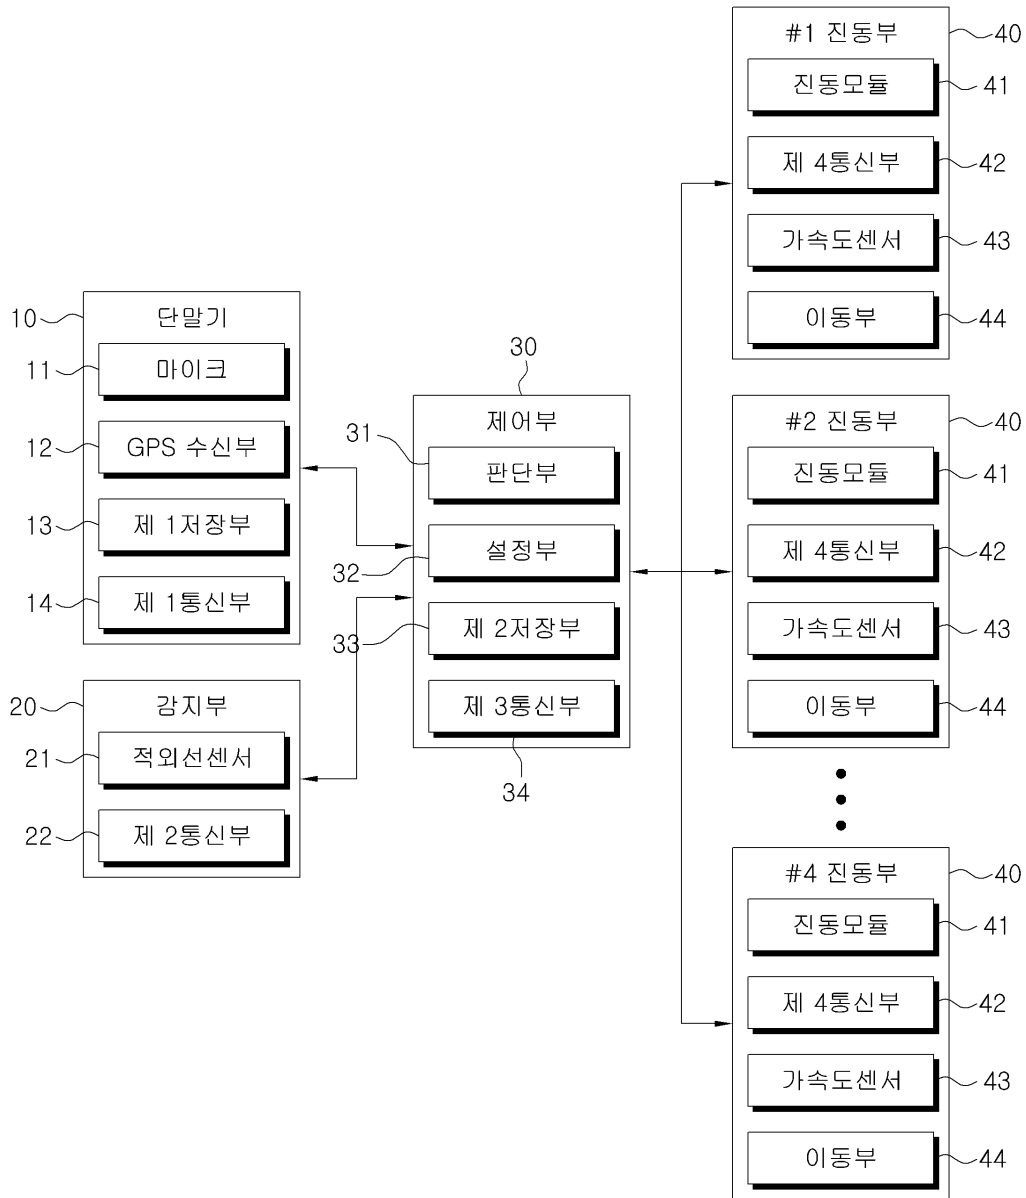 10
단말기
11
마이크
12
GPS 수신부
13
제 1저장부
14
제 1통신부
20
감지부
21
적외선센서
22
제 2통신부
30
제어부
31
판단부
32
설정부
33
제 2저장부
제 3통신부
34
#1 진동부
40
진동모듈
41
제 4통신부
42
가속도센서
43
이동부
44
#2 진동부
40
진동모듈
41
제 4통신부
42
가속도센서
43
이동부
44
#4 진동부
40
진동모듈
41
제 4통신부
42
가속도센서
43
이동부
44